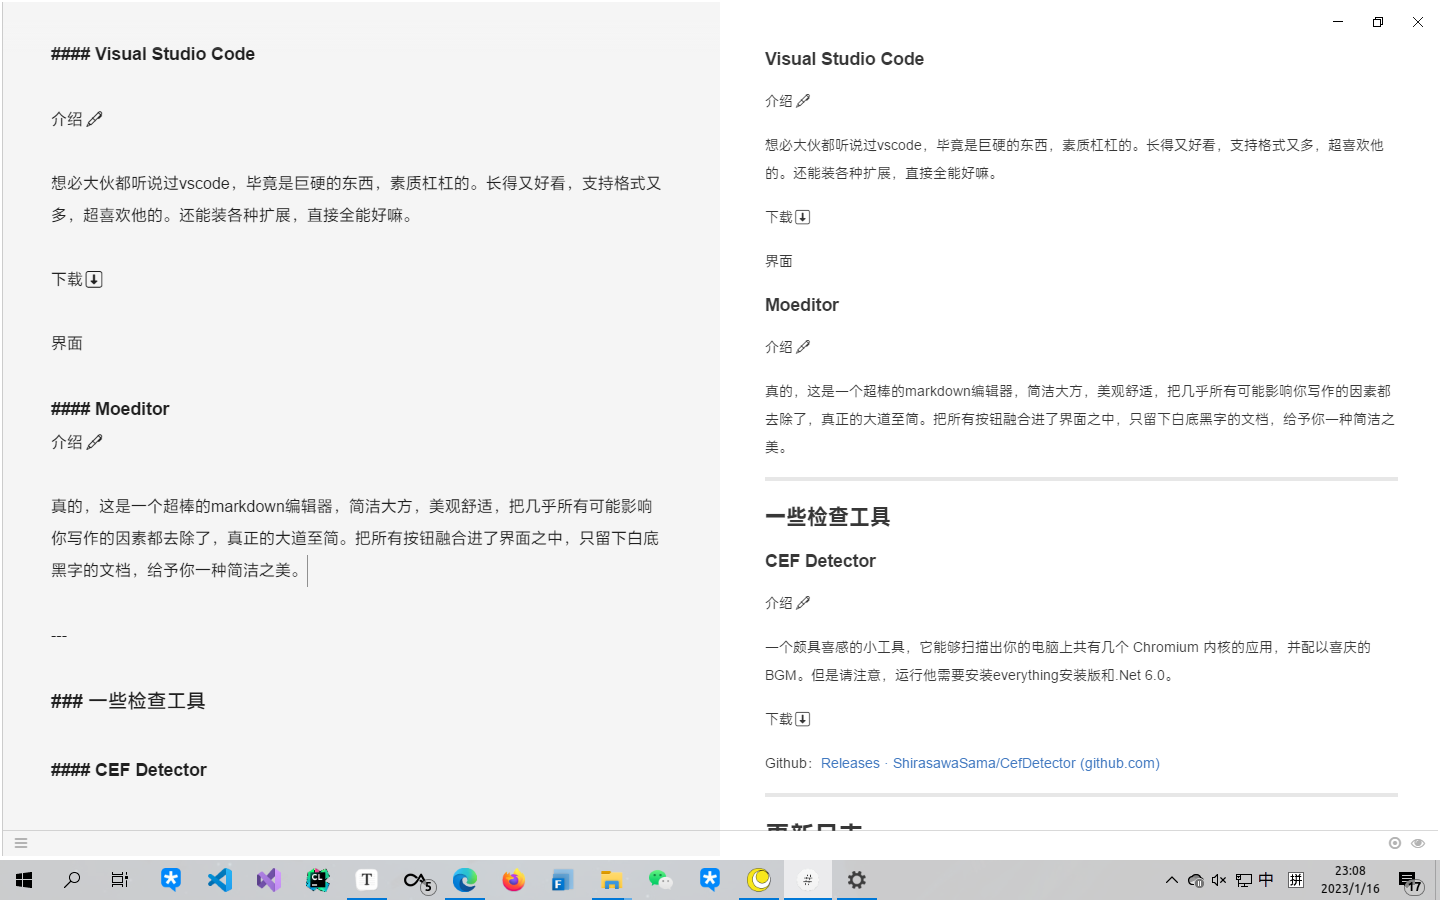 #### Visual Studio Code
介绍🖊
想必大伙都听说过vscode，毕竟是巨硬的东西，素质杠杠的。长得又好看，支持格式又
多，超喜欢他的。还能装各种扩展，直接全能好嘛。
下载⬇
界面
#### Moeditor
介绍🖊
真的，这是一个超棒的markdown编辑器，简洁大方，美观舒适，把几乎所有可能影响
你写作的因素都去除了，真正的大道至简。把所有按钮融合进了界面之中，只留下白底
黑字的文档，给予你一种简洁之美。
---
### 一些检查工具
#### CEF Detector
Visual Studio Code
介绍🖊
想必大伙都听说过vscode，毕竟是巨硬的东西，素质杠杠的。长得又好看，支持格式又多，超喜欢他
的。还能装各种扩展，直接全能好嘛。
下载⬇
界面
Moeditor
介绍🖊
真的，这是一个超棒的markdown编辑器，简洁大方，美观舒适，把几乎所有可能影响你写作的因素都
去除了，真正的大道至简。把所有按钮融合进了界面之中，只留下白底黑字的文档，给予你一种简洁之
美。
一些检查工具
CEF Detector
介绍🖊
一个颇具喜感的小工具，它能够扫描出你的电脑上共有几个 Chromium 内核的应用，并配以喜庆的
BGM。但是请注意，运行他需要安装everything安装版和.Net 6.0。
下载⬇
Github：Releases · ShirasawaSama/CefDetector (github.com)
更新日志
CL
T
5
F
#
中
拼
23:08
2023/1/16
17